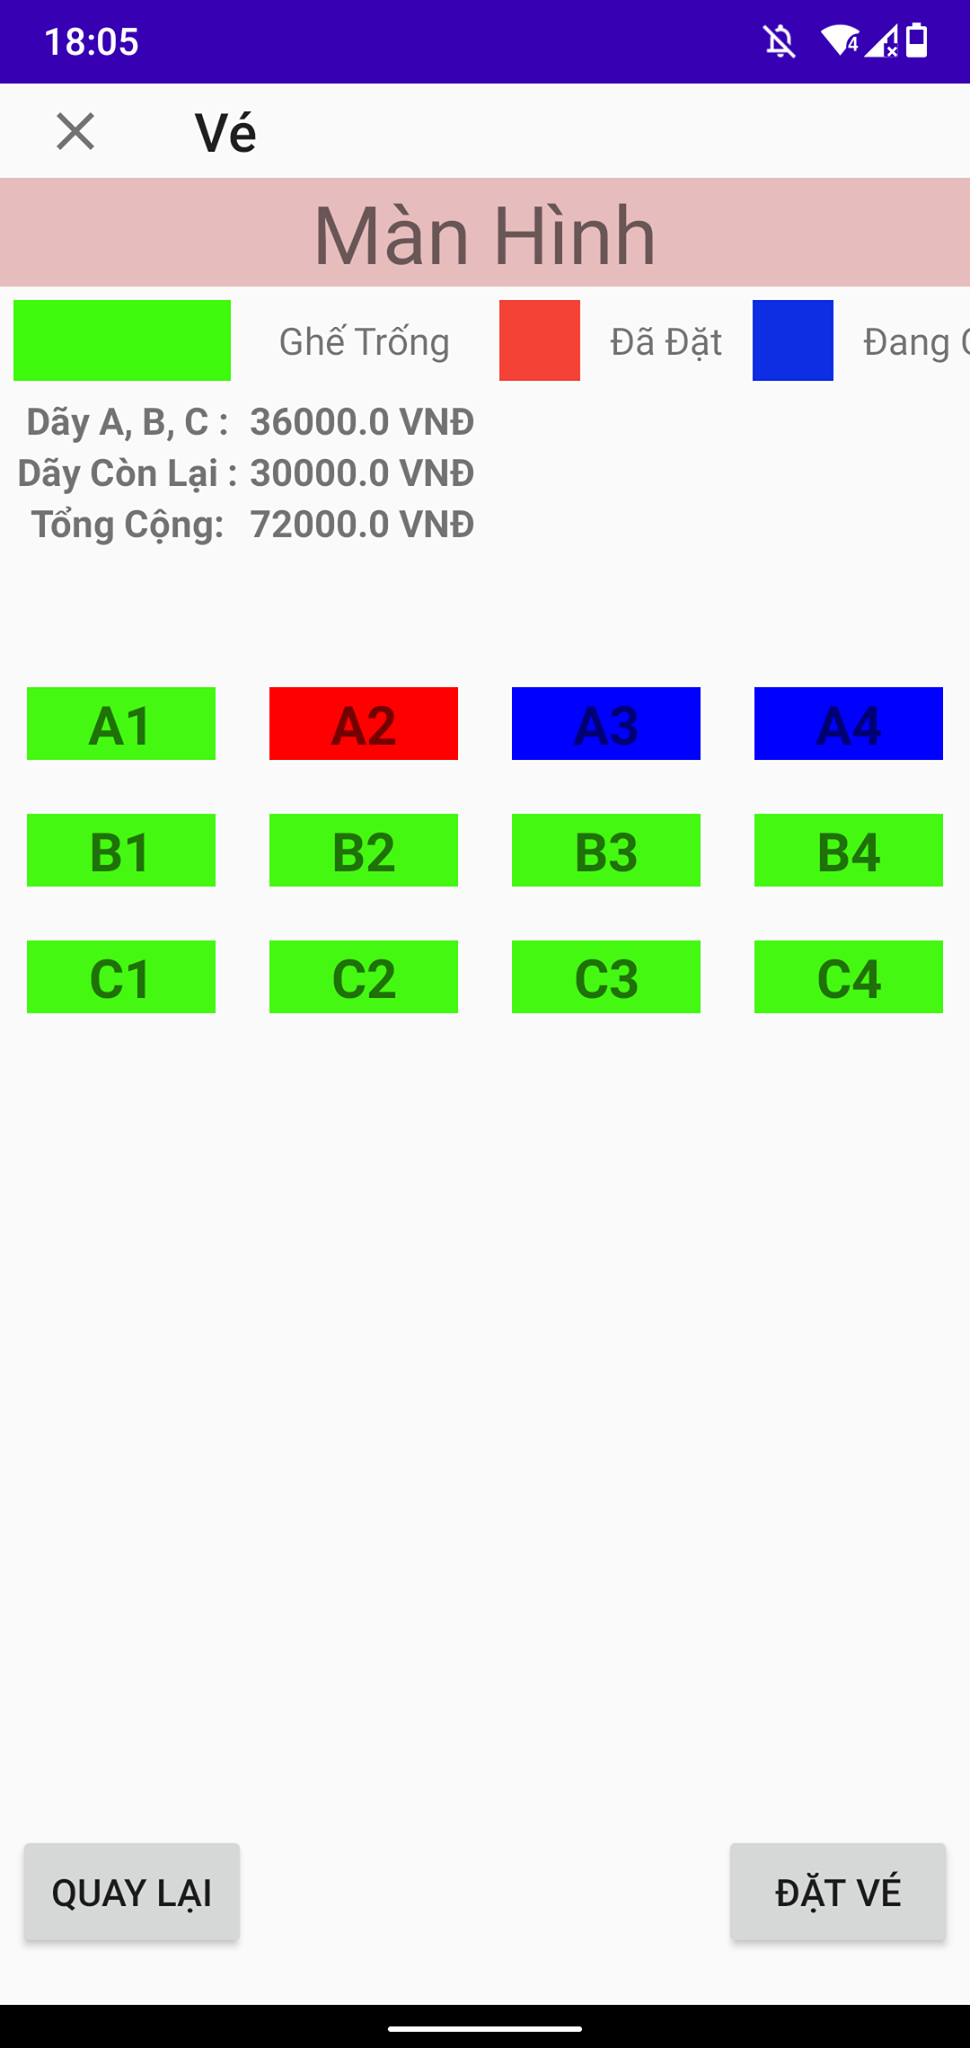 18:05
Vé
Màn Hình
Ghế Trống Đã Đặt Đang
Dãy A, B, C : 36000.0 VNĐ
Dãy Còn Lại : 30000.0 VNĐ
Tổng Cộng: 72000.0 VNĐ
A1 A2 A3 A4
B1 B2 B3 B4
C1 C2 C3 C4
QUAY LẠI ĐẶT VÉ